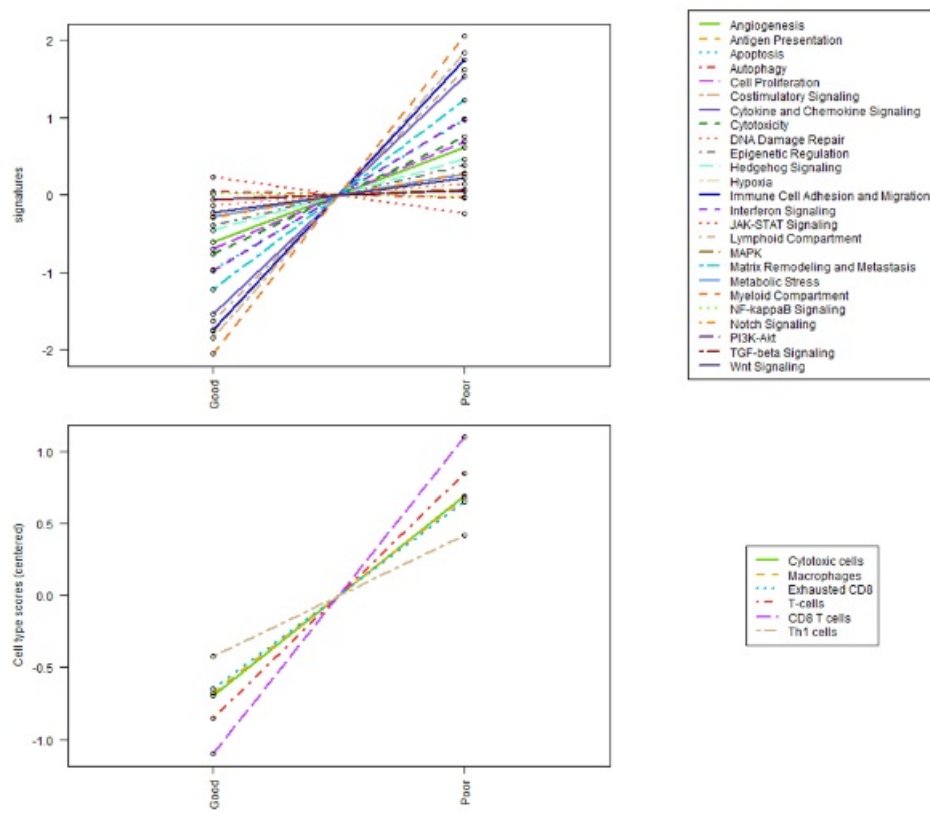 2
1
0
-1
-2
signatures
Good
Poor
Angiogenesis
Antigen Presentation
Apoptosis
Autophagy
Cell Proliferation
Costimulatory Signaling
Cytokine and Chemokine Signaling
Cytotoxicity
DNA Damage Repair
Epigenetic Regulation
Hedgehog Signaling
Hypoxia
Immune Cell Adhesion and Migration
Interferon Signaling
JAK-STAT Signaling
Lymphoid Compartment
MAPK
Matrix Remodeling and Metastasis
Metabolic Stress
Myeloid Compartment
NF-kappaB Signaling
Notch Signaling
PI3K-Akt
TGF-beta Signaling
Wnt Signaling
1.0
0.5
0.0
-0.5
-1.0
Cell type scores (centered)
Good
Poor
Cytotoxic cells
Macrophages
Exhausted CD8
T-cells
CD8 T cells
Th1 cells